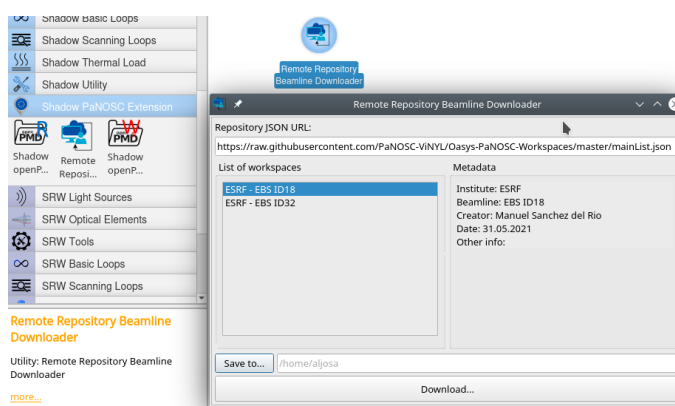 Shadow Basic Loops
Shadow Scanning Loops
Shadow Thermal Load
Shadow Utility
Shadow PaNOSC Extension
Shadow
openP...
Remote
Reposi...
Shadow
openP...
SRW Light Sources
SRW Optical Elements
SRW Tools
SRW Basic Loops
SRW Scanning Loops
Remote Repository Beamline
Downloader
Utility: Remote Repository Beamline
Downloader
more...
Remote Repository
Beamline Downloader
Remote Repository Beamline Downloader
Repository JSON URL:
https://raw.githubusercontent.com/PaNOSC-ViNYL/Oasys-PaNOSC-Workspaces/master/mainList.json
List of workspaces
ESRF - EBS ID18
ESRF - EBS ID32
Metadata
Institute: ESRF
Beamline: EBS ID18
Creator: Manuel Sanchez del Rio
Date: 31.05.2021
Other info:
Save to...
/home/aljosa
Download...